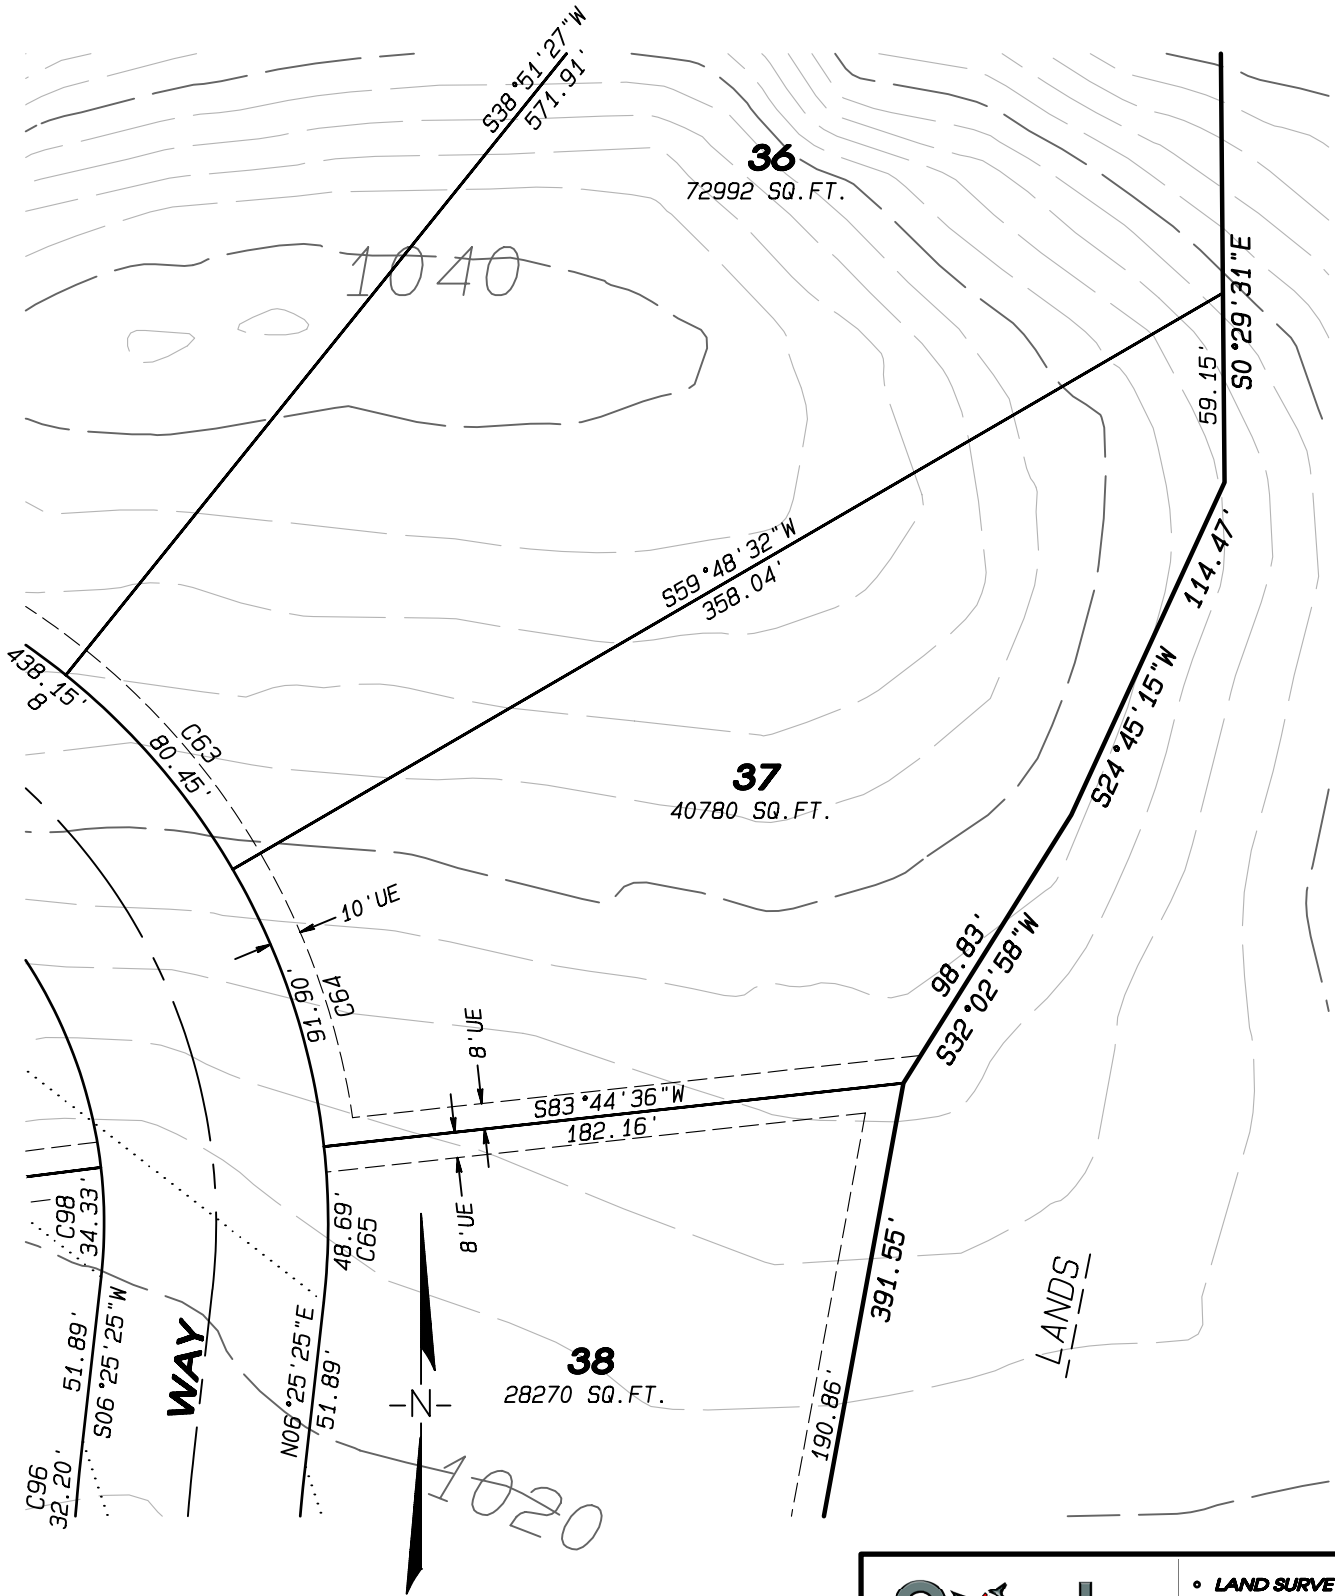 S38°51'27"W
571.91'
36
72992 SQ.FT.
1040
S0°29'31"E
59.15'
S59°48'32"W
358.04'
114.47'
S24°45'15"W
438.15'
8
C63
80.45'
37
40780 SQ.FT.
10'UE
C64
91.90'
98.83'
S32°02'58"W
8'UE
S83°44'36"W
182.16'
8'UE
C98
34.33'
48.69'
C65
391.55'
LANDS
51.89'
S06°25'25"W
WAY
N06°25'25"E
51.89'
38
28270 SQ.FT.
-N-
190.86'
C96
32.20'
1020
• LAND SURVE